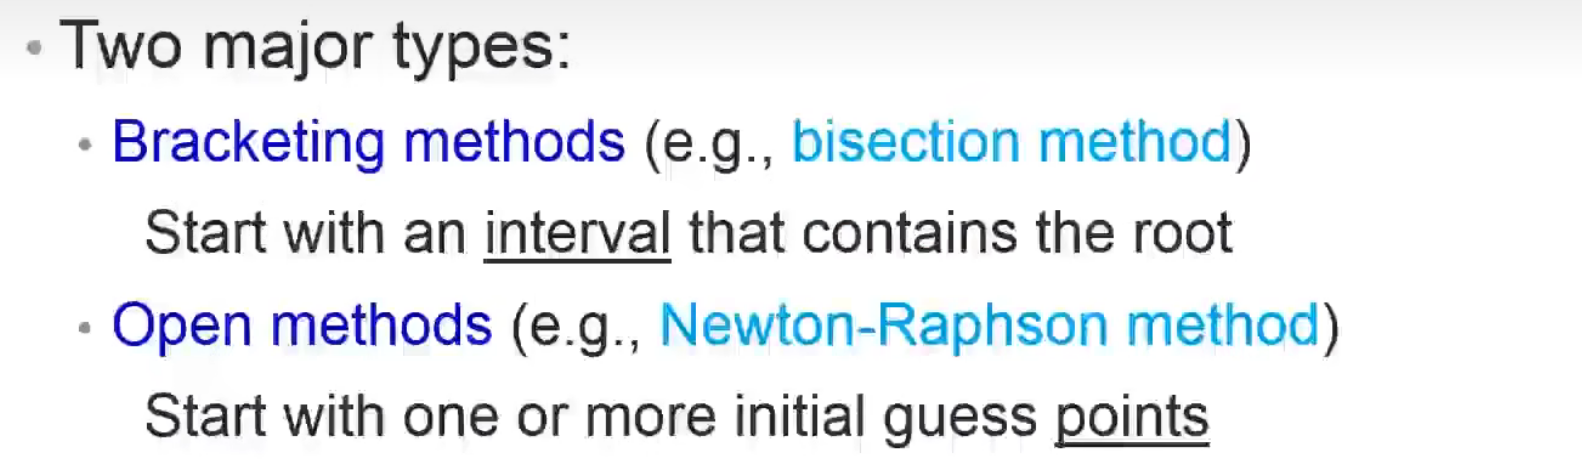 • Two major types:
• Bracketing methods (e.g., bisection method)
Start with an interval that contains the root
• Open methods (e.g., Newton-Raphson method)
Start with one or more initial guess points